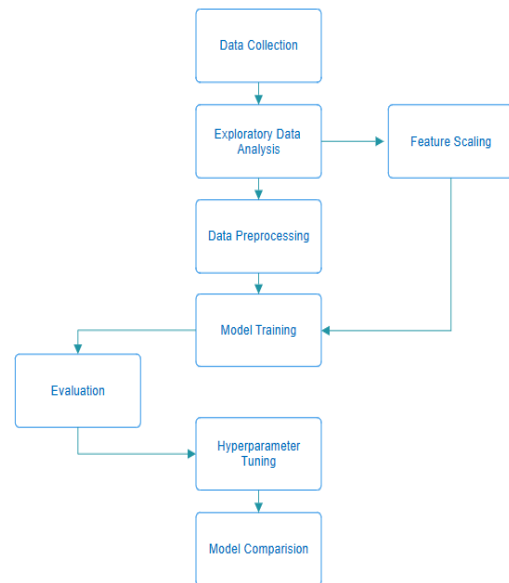 Data Collection
Exploratory Data
Analysis
Feature Scaling
Data Preprocessing
Model Training
Evaluation
Hyperparameter
Tuning
Model Comparision